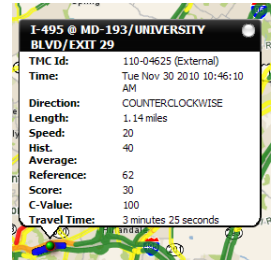 I-495 @ MD-193/UNIVERSITY
BLVD/EXIT 29
TMC Id: 110-04625 (External)
Time: Tue Nov 30 2010 10:46:10
AM
Direction: COUNTERCLOCKWISE
Length: 1.14 miles
Speed: 20
Hist. 40
Average:
Reference: 62
Score: 30
C-Value: 100
Travel Time: 3 minutes 25 seconds